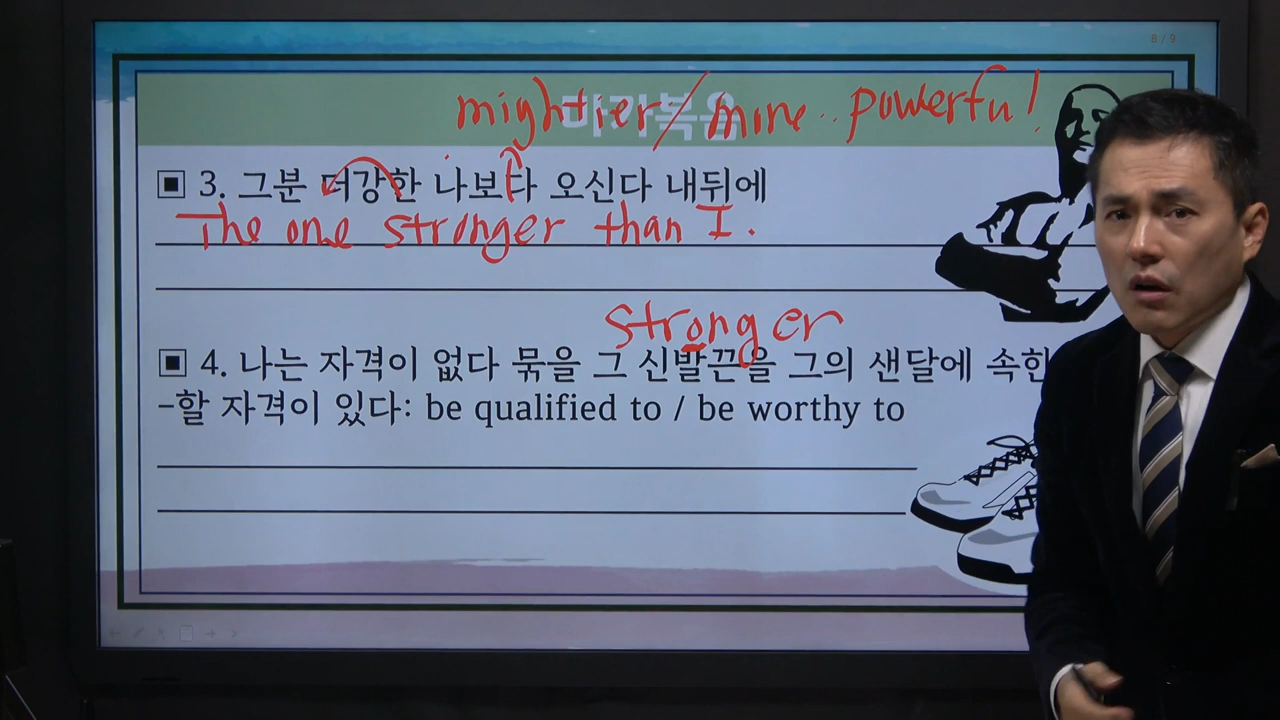 8/9
mightier / more powerful
마가복음
▣ 3. 그분 더강한 나보다 오신다 내뒤에
The one stronger than I.
stronger
▣ 4. 나는 자격이 없다 묶을 그 신발끈을 그의 샌달에 속한
-할 자격이 있다: be qualified to / be worthy to